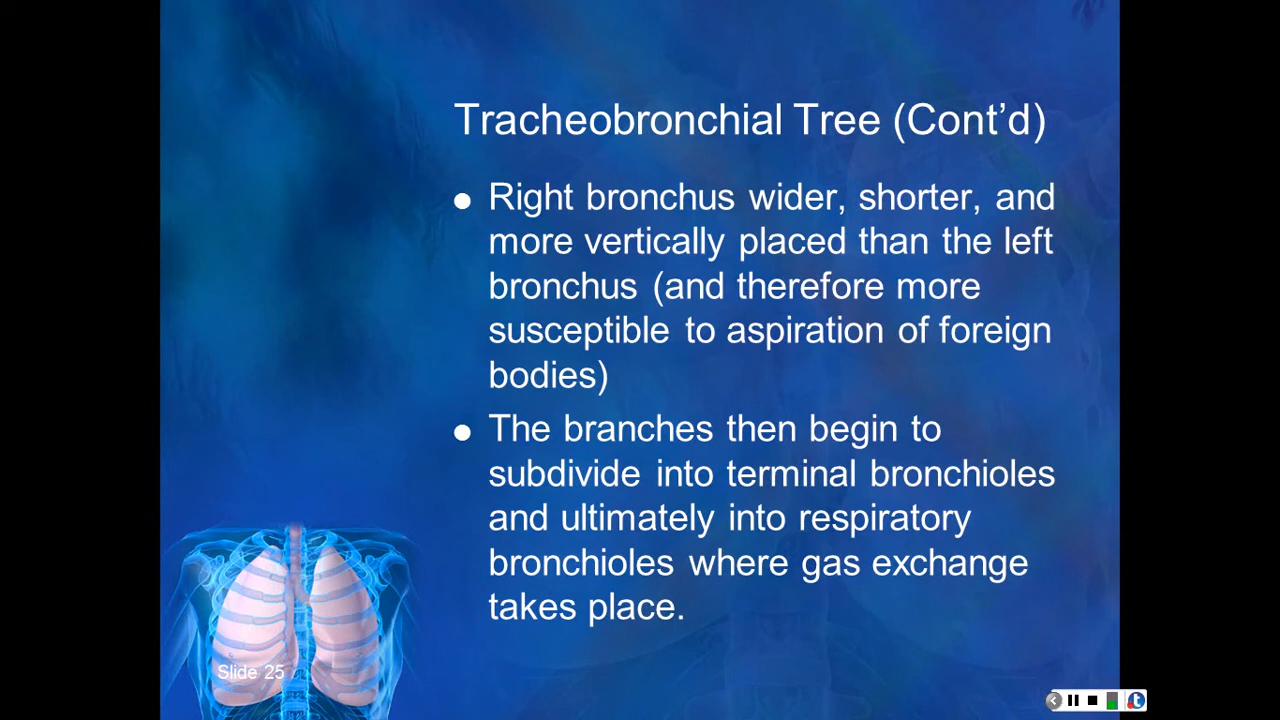 Tracheobronchial Tree (Cont’d)
● Right bronchus wider, shorter, and
more vertically placed than the left
bronchus (and therefore more
susceptible to aspiration of foreign
bodies)
● The branches then begin to
subdivide into terminal bronchioles
and ultimately into respiratory
bronchioles where gas exchange
takes place.
Slide 25
t